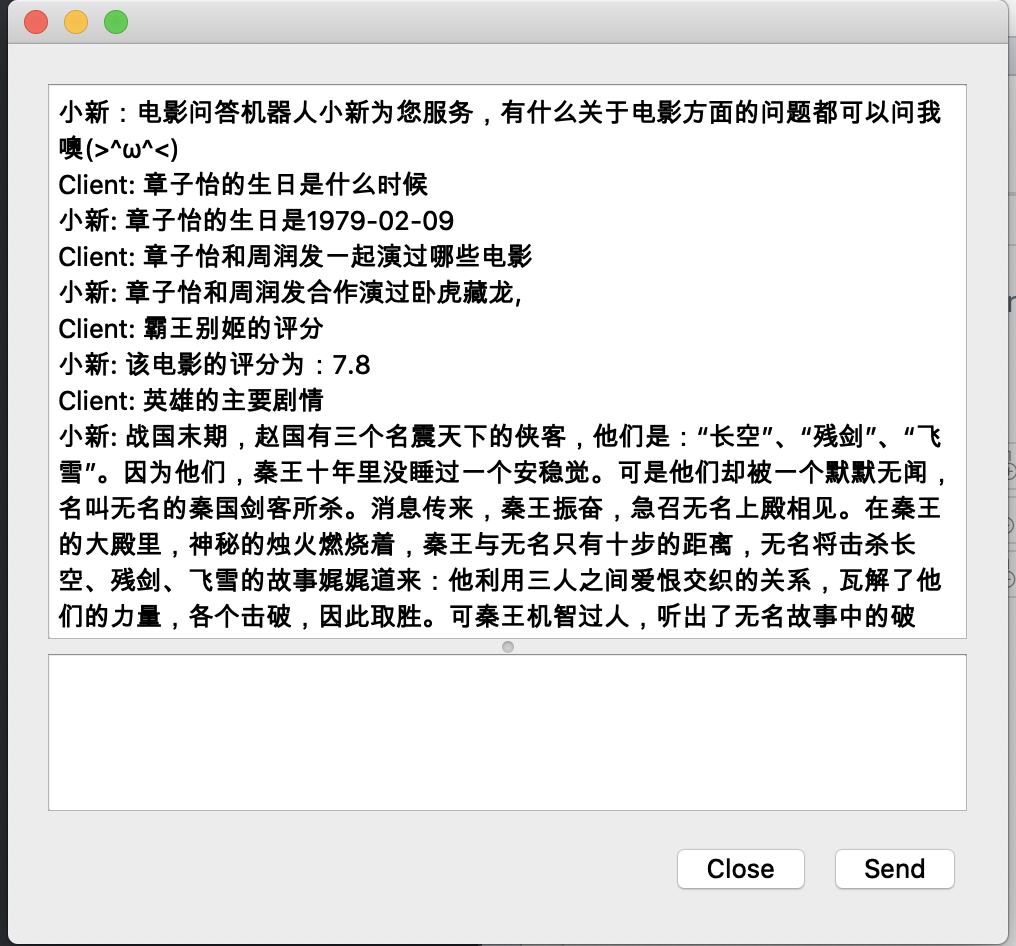 小新：电影问答机器人小新为您服务，有什么关于电影方面的问题都可以问我
噢(>^ω^<)
Client: 章子怡的生日是什么时候
小新: 章子怡的生日是1979-02-09
Client: 章子怡和周润发一起演过哪些电影
小新: 章子怡和周润发合作演过卧虎藏龙,
Client: 霸王别姬的评分
小新: 该电影的评分为：7.8
Client: 英雄的主要剧情
小新: 战国末期，赵国有三个名震天下的侠客，他们是：“长空”、“残剑”、“飞
雪”。因为他们，秦王十年里没睡过一个安稳觉。可是他们却被一个默默无闻，
名叫无名的秦国剑客所杀。消息传来，秦王振奋，急召无名上殿相见。在秦王
的大殿里，神秘的烛火燃烧着，秦王与无名只有十步的距离，无名将击杀长
空、残剑、飞雪的故事娓娓道来：他利用三人之间爱恨交织的关系，瓦解了他
们的力量，各个击破，因此取胜。可秦王机智过人，听出了无名故事中的破
Close
Send